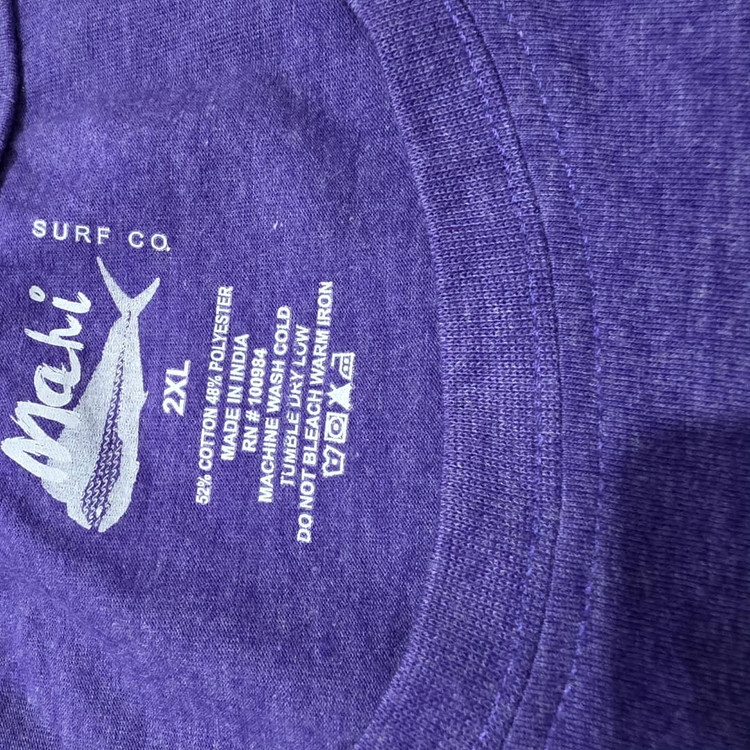 Mahi
SURF CO.
2XL
52% COTTON 48% POLYESTER
MADE IN INDIA
RN # 100984
MACHINE WASH COLD
TUMBLE DRY LOW
DO NOT BLEACH WARM IRON